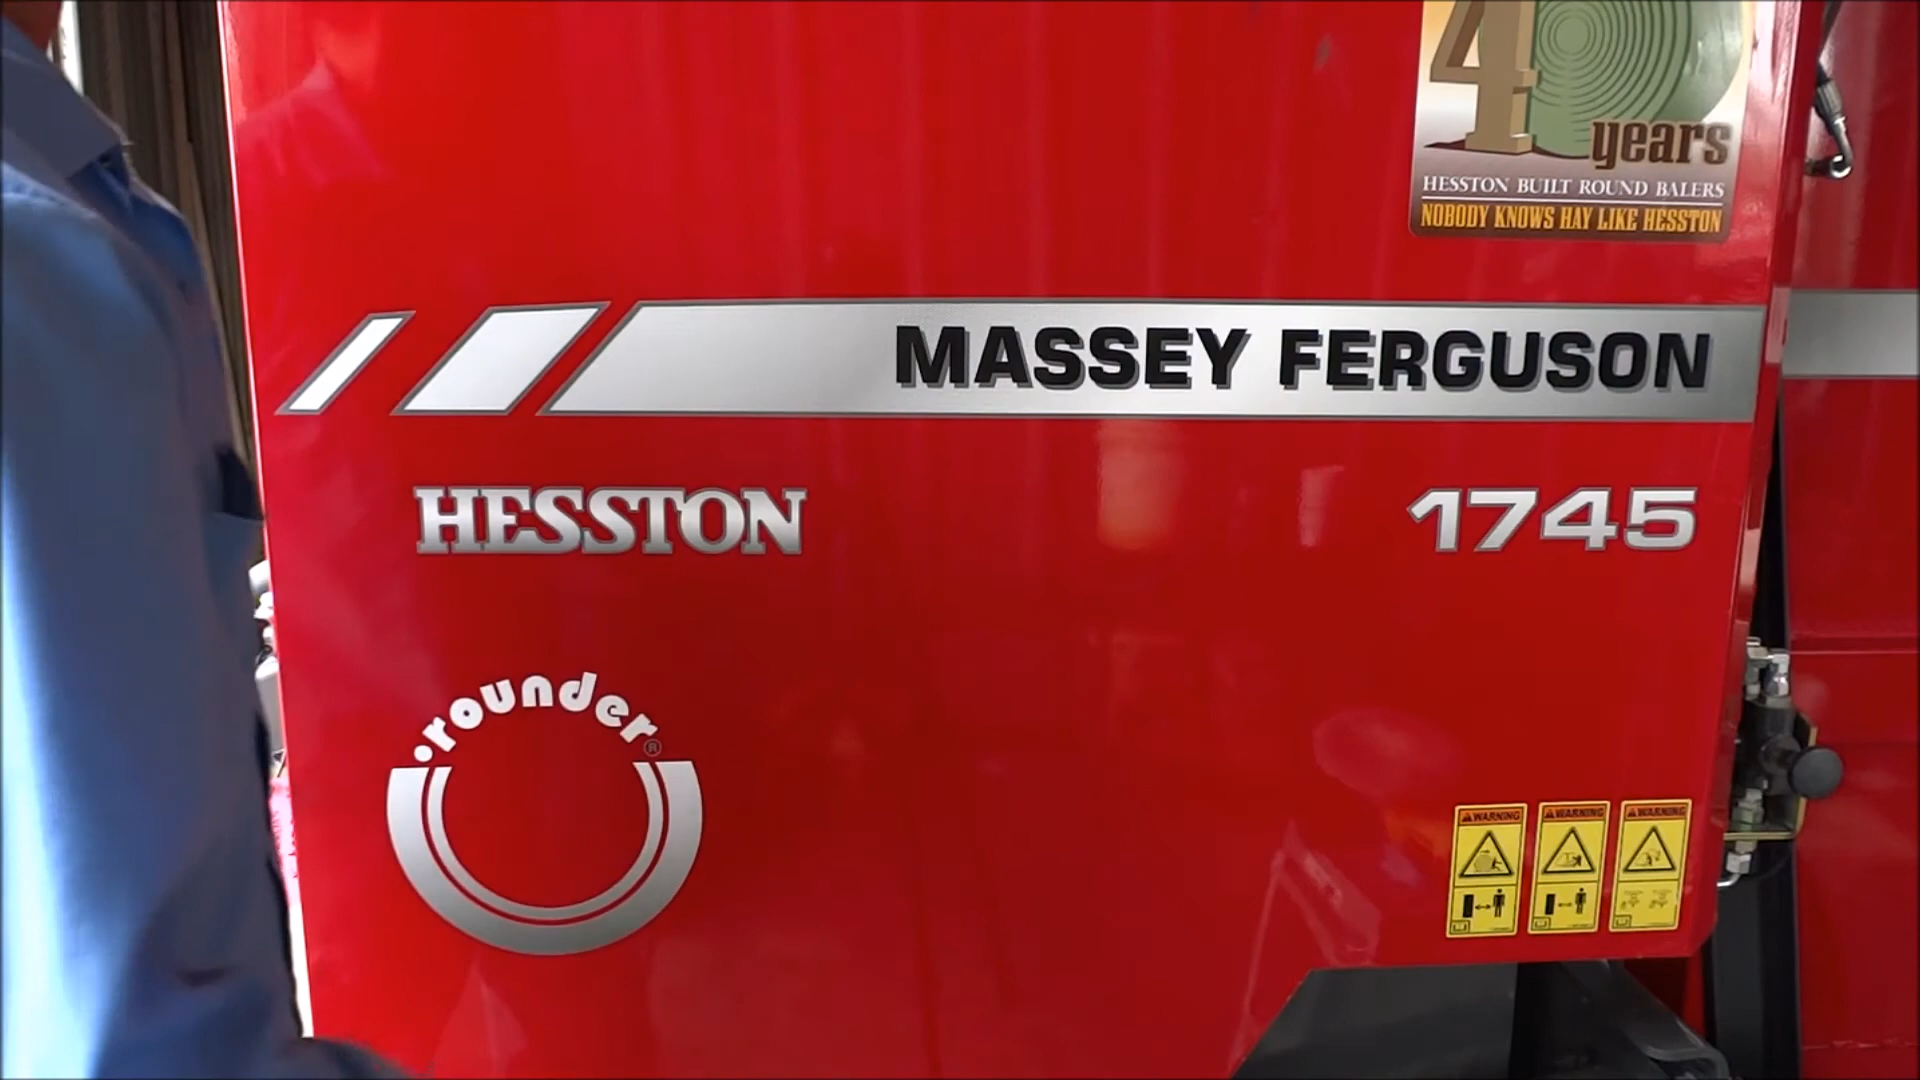 40
years
HESSTON BUILT ROUND BALERS
NOBODY KNOWS HAY LIKE HESSTON
MASSEY FERGUSON
HESSTON
1745
rounder®
WARNING
WARNING
WARNING